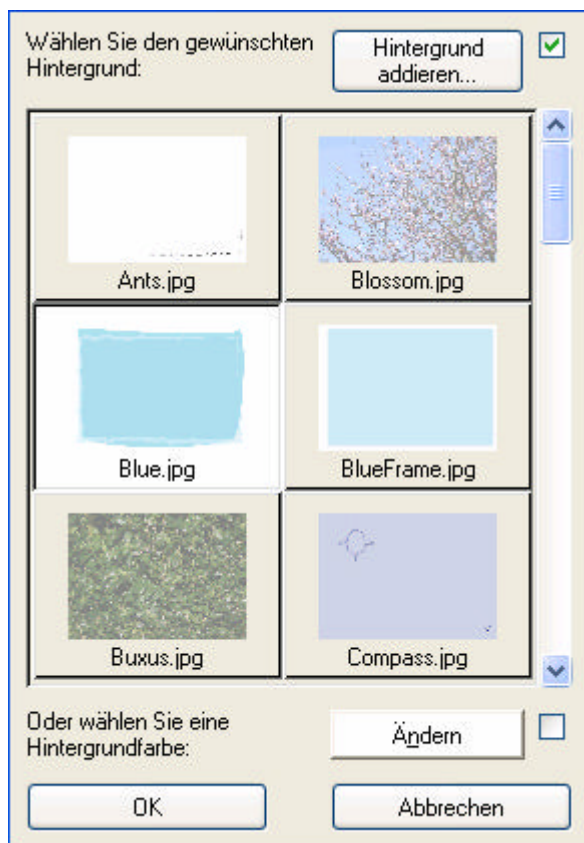 Wählen Sie den gewünschten
Hintergrund:
Hintergrund
addieren...
Ants.jpg
Blossom.jpg
Blue.jpg
BlueFrame.jpg
Buxus.jpg
Compass.jpg
Oder wählen Sie eine
Hintergrundfarbe:
Ändern
OK
Abbrechen